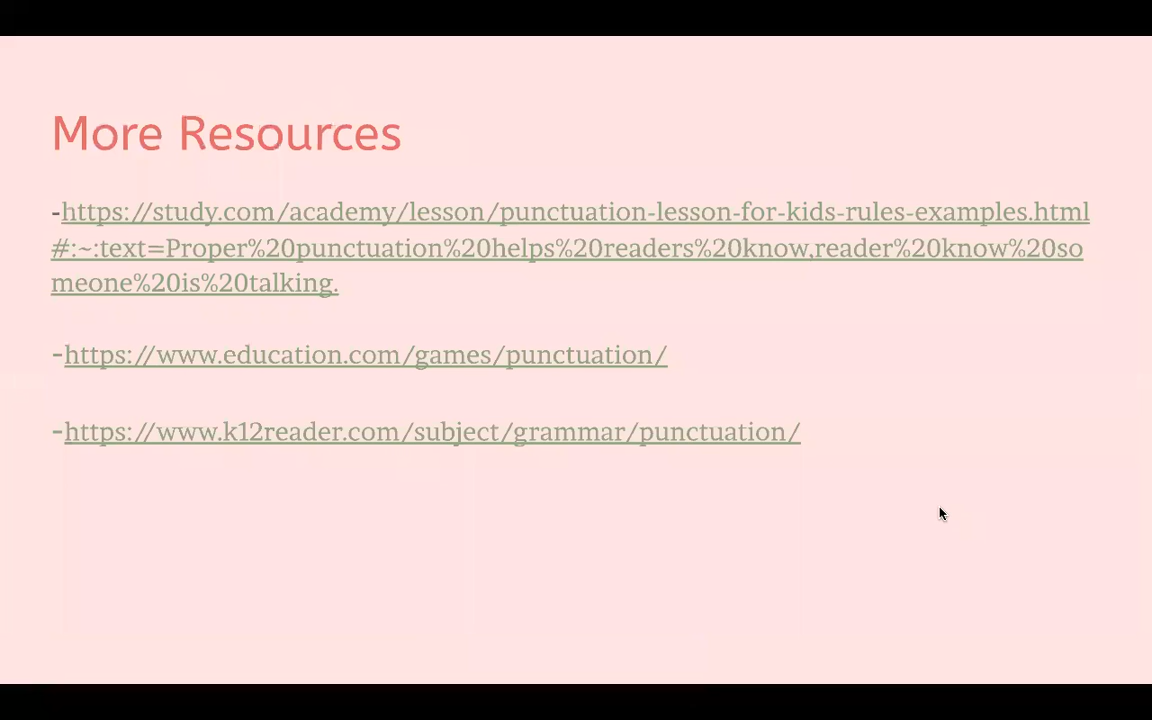 More Resources
-https://study.com/academy/lesson/punctuation-lesson-for-kids-rules-examples.html
#:~:text=Proper%20punctuation%20helps%20readers%20know,reader%20know%20so
meone%20is%20talking.
-https://www.education.com/games/punctuation/
-https://www.k12reader.com/subject/grammar/punctuation/